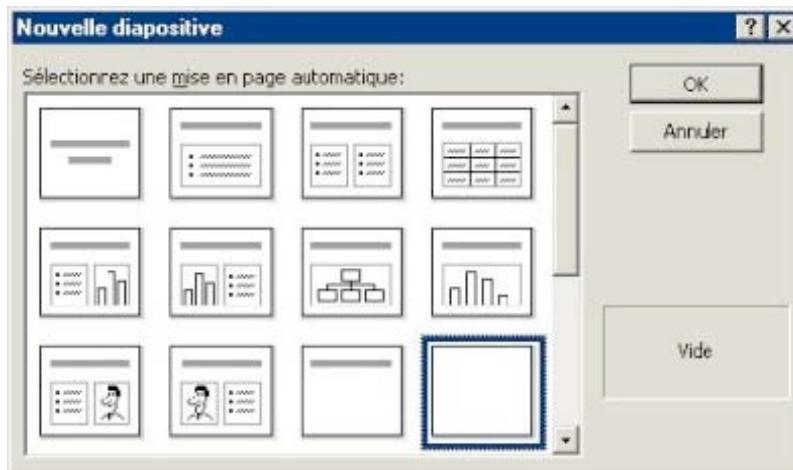 Nouvelle diapositive
Sélectionnez une mise en page automatique:
OK
Annuler
Vide